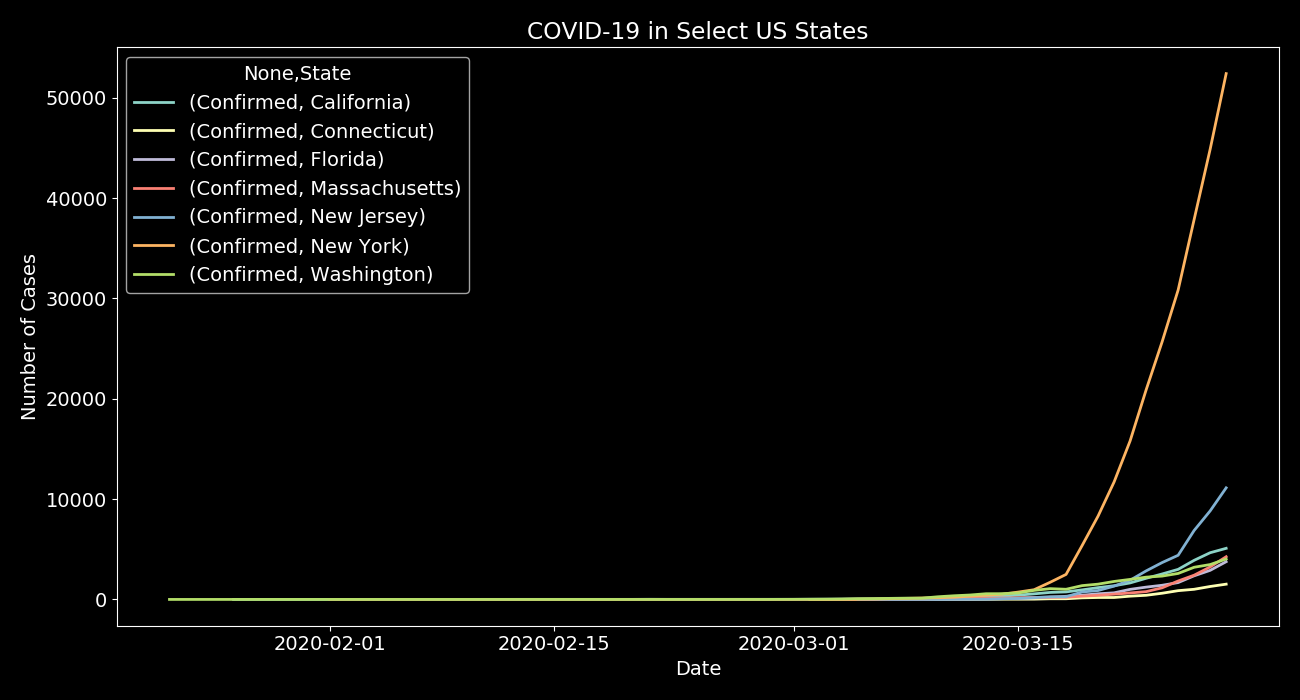 COVID-19 in Select US States
None,State
(Confirmed, California)
(Confirmed, Connecticut)
(Confirmed, Florida)
(Confirmed, Massachusetts)
(Confirmed, New Jersey)
(Confirmed, New York)
(Confirmed, Washington)
Number of Cases
50000
40000
30000
20000
10000
0
2020-02-01
2020-02-15
2020-03-01
2020-03-15
Date